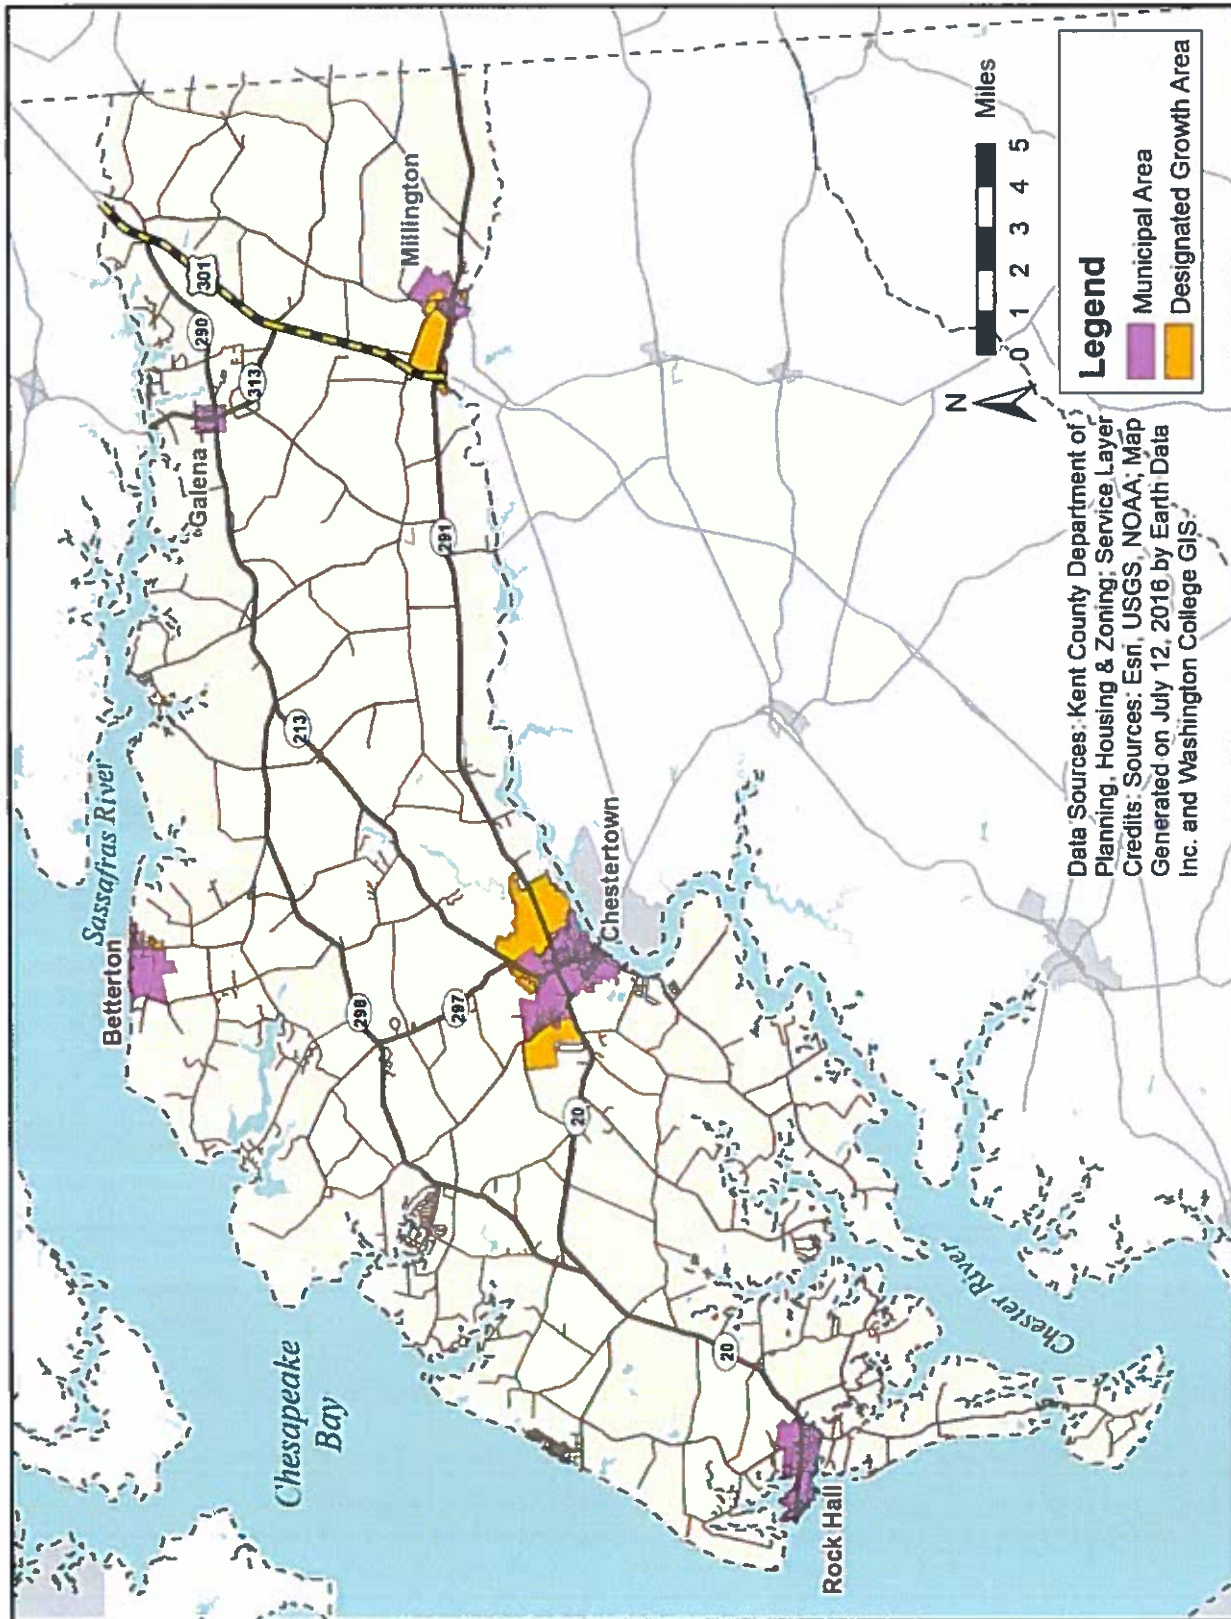 Sassafras River
Betterton
Galena
Millington
Chestertown
Rock Hall
Chesapeake
Bay
Chester River
301
290
313
291
213
298
297
20
20
N
0 1 2 3 4 5
Miles
Legend
Municipal Area
Designated Growth Area
Data Sources: Kent County Department of
Planning, Housing & Zoning; Service Layer
Credits: Sources: Esri, USGS, NOAA; Map
Generated on July 12, 2016 by Earth Data
Inc. and Washington College GIS.